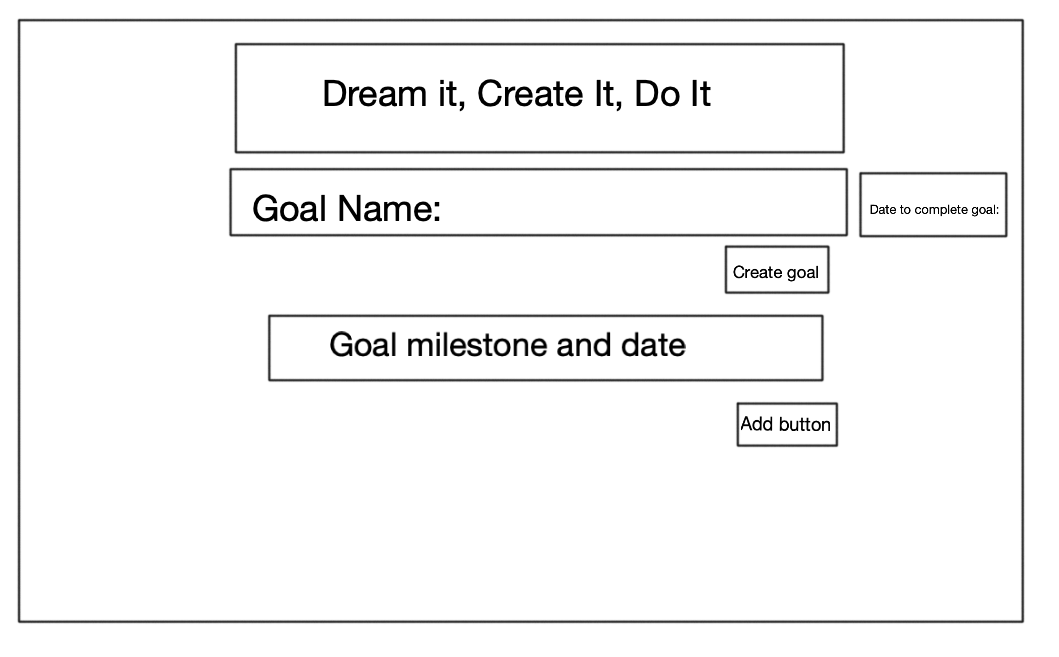 Dream it, Create It, Do It
Goal Name:
Date to complete goal:
Create goal
Goal milestone and date
Add button